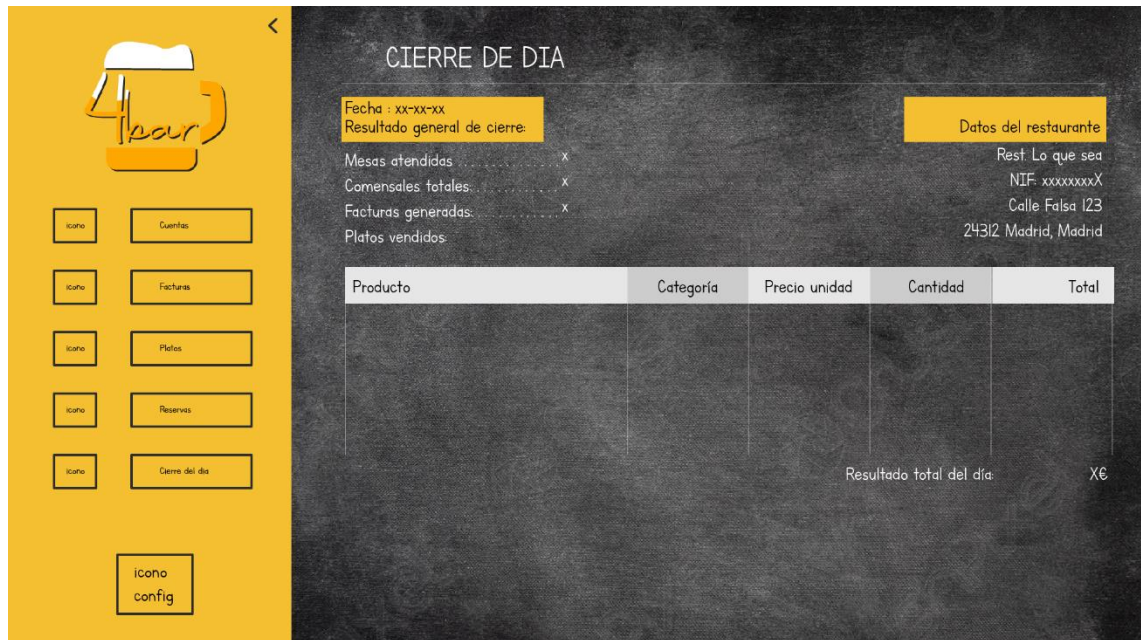 <
4bar
icono Cuentas
icono Facturas
icono Platos
icono Reservas
icono Cierre del dia
icono
config
CIERRE DE DIA
Fecha : xx-xx-xx
Resultado general de cierre:
Mesas atendidas ............... x
Comensales totales: ............. x
Facturas generadas: ............. x
Platos vendidos:
Datos del restaurante
Rest. Lo que sea
NIF: xxxxxxxxX
Calle Falsa 123
24312 Madrid, Madrid
Producto Categoría Precio unidad Cantidad Total
Resultado total del día: X€